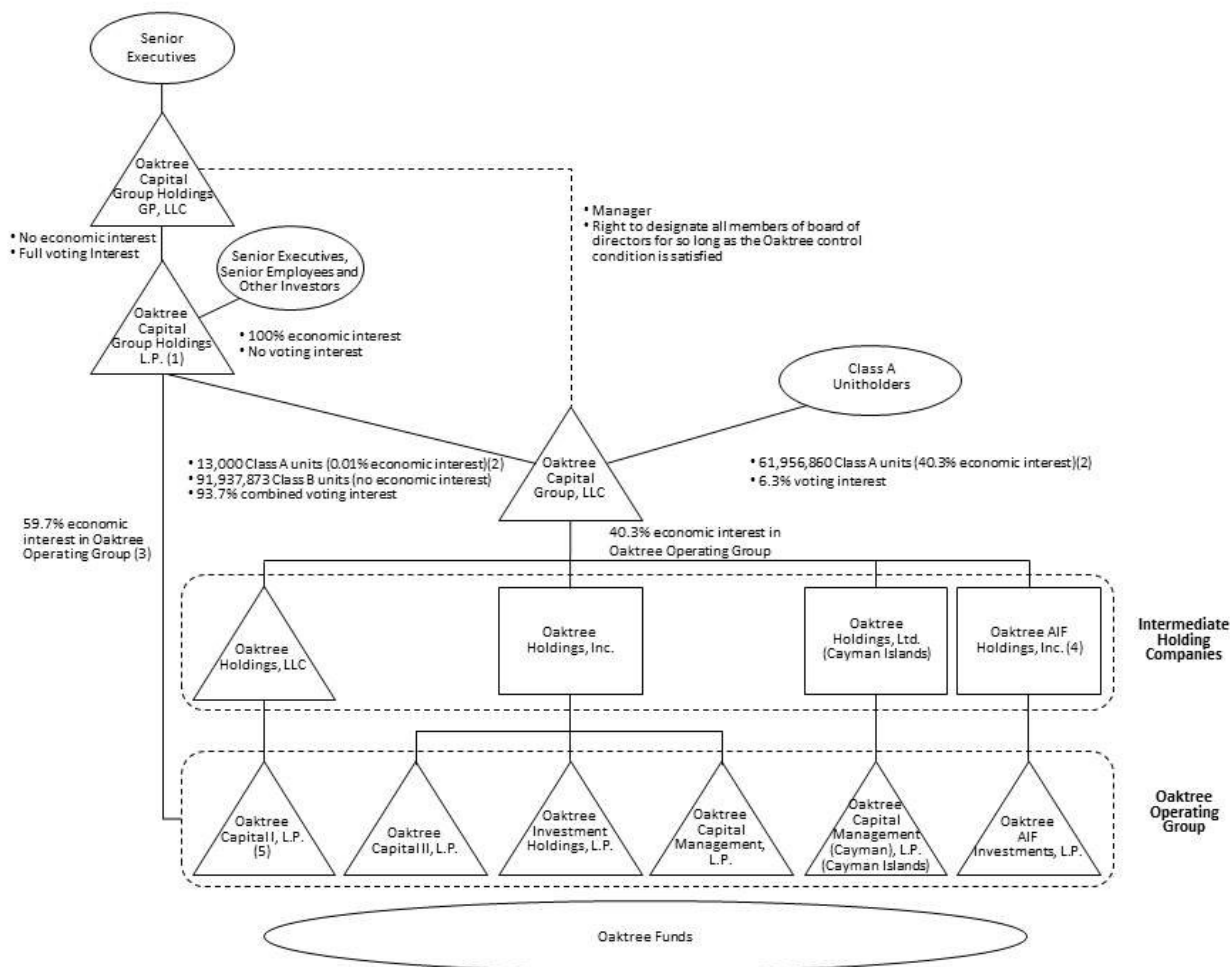 Senior
Executives
Oaktree
Capital
Group Holdings
GP, LLC
• No economic interest
• Full voting Interest
• Manager
• Right to designate all members of board of
directors for so long as the Oaktree control
condition is satisfied
Senior Executives,
Senior Employees and
Other Investors
Oaktree
Capital
Group Holdings
L.P. (1)
• 100% economic interest
• No voting interest
Class A
Unitholders
• 13,000 Class A units (0.01% economic interest)(2)
• 91,937,873 Class B units (no economic interest)
• 93.7% combined voting interest
Oaktree
Capital
Group, LLC
• 61,956,860 Class A units (40.3% economic interest)(2)
• 6.3% voting interest
59.7% economic
interest in Oaktree
Operating Group (3)
40.3% economic interest in
Oaktree Operating Group
Oaktree
Holdings, LLC
Oaktree
Holdings, Inc.
Oaktree
Holdings, Ltd.
(Cayman Islands)
Oaktree AIF
Holdings, Inc. (4)
Intermediate
Holding
Companies
Oaktree
Capital I, L.P.
(5)
Oaktree
Capital II, L.P.
Oaktree
Investment
Holdings, L.P.
Oaktree
Capital
Management,
L.P.
Oaktree
Capital
Management
(Cayman), L.P.
(Cayman Islands)
Oaktree
AIF
Investments, L.P.
Oaktree
Operating
Group
Oaktree Funds